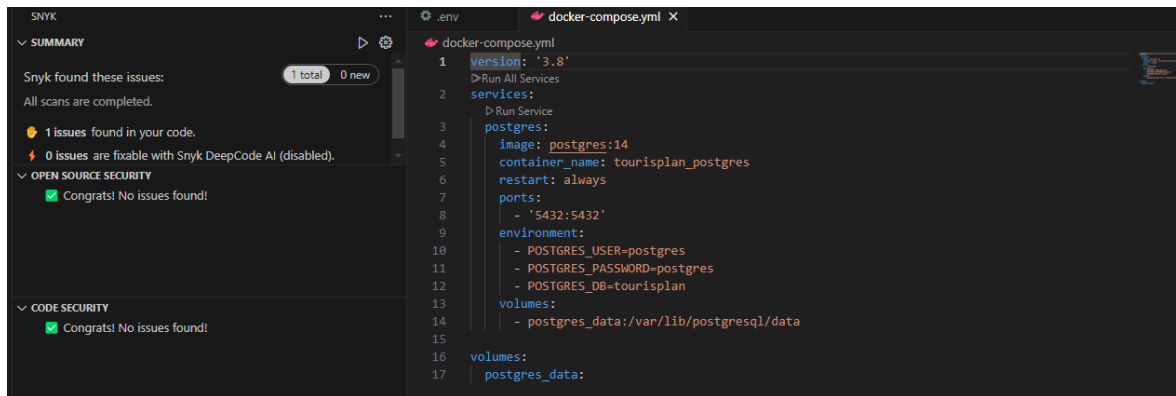 SNYK
SUMMARY
Snyk found these issues:
1 total
0 new
All scans are completed.
1 issues found in your code.
0 issues are fixable with Snyk DeepCode AI (disabled).
OPEN SOURCE SECURITY
Congrats! No issues found!
CODE SECURITY
Congrats! No issues found!
.env
docker-compose.yml
docker-compose.yml
1 version: '3.8'
Run All Services
2 services:
Run Service
3 postgres:
4 image: postgres:14
5 container_name: tourisplan_postgres
6 restart: always
7 ports:
8 - '5432:5432'
9 environment:
10 - POSTGRES_USER=postgres
11 - POSTGRES_PASSWORD=postgres
12 - POSTGRES_DB=tourisplan
13 volumes:
14 - postgres_data:/var/lib/postgresql/data
15
16 volumes:
17 postgres_data: